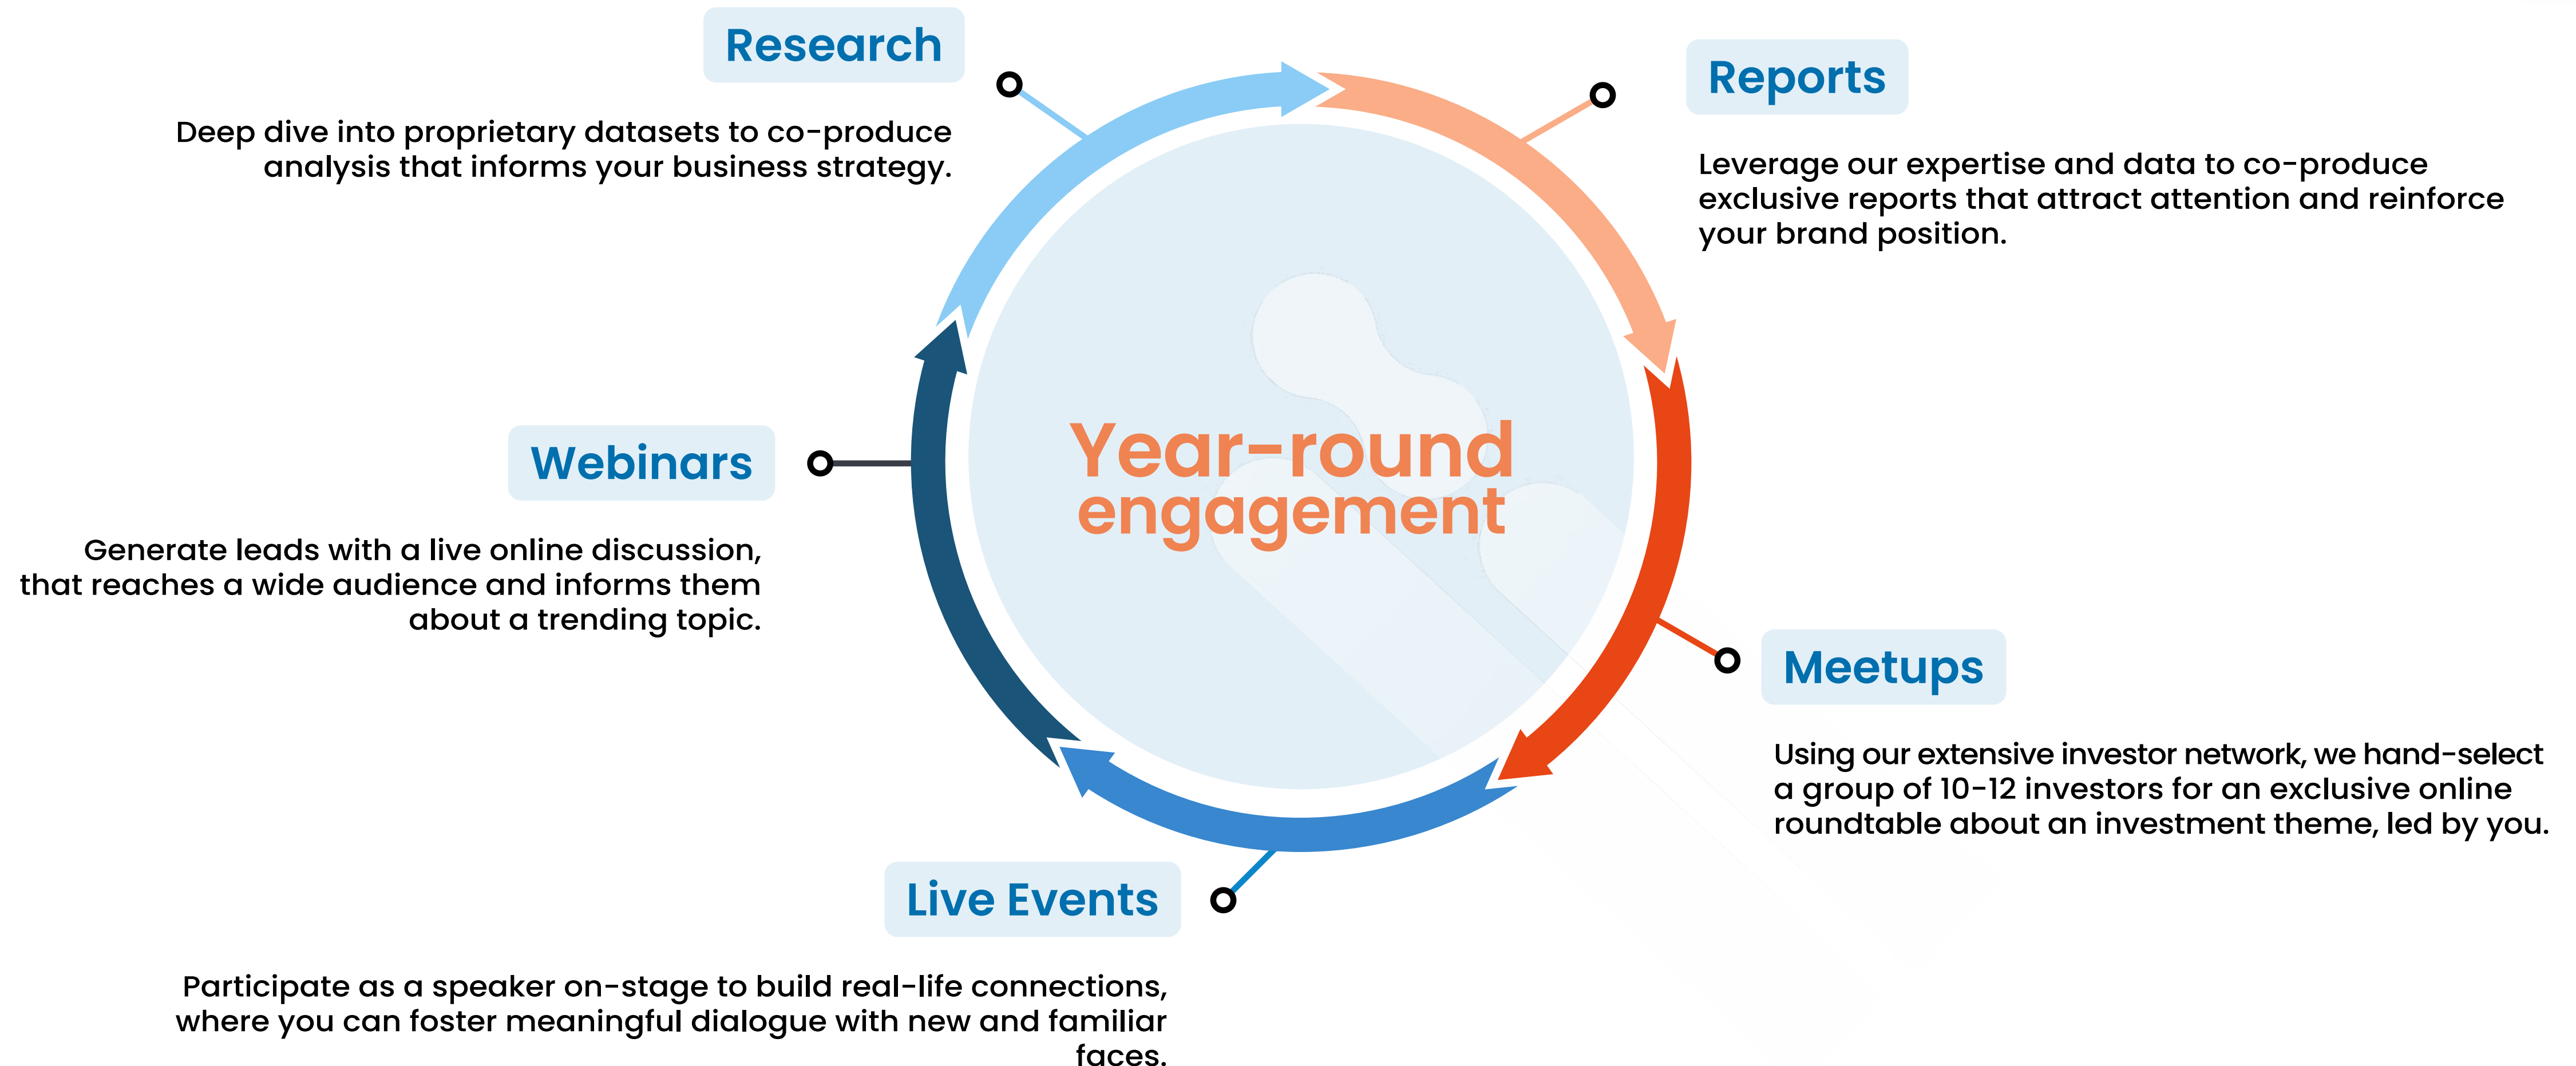 Research
Deep dive into proprietary datasets to co-produce
analysis that informs your business strategy.
Reports
Leverage our expertise and data to co-produce
exclusive reports that attract attention and reinforce
your brand position.
Year-round
engagement
Webinars
Generate leads with a live online discussion,
that reaches a wide audience and informs them
about a trending topic.
Meetups
Using our extensive investor network, we hand-select
a group of 10-12 investors for an exclusive online
roundtable about an investment theme, led by you.
Live Events
Participate as a speaker on-stage to build real-life connections,
where you can foster meaningful dialogue with new and familiar
faces.